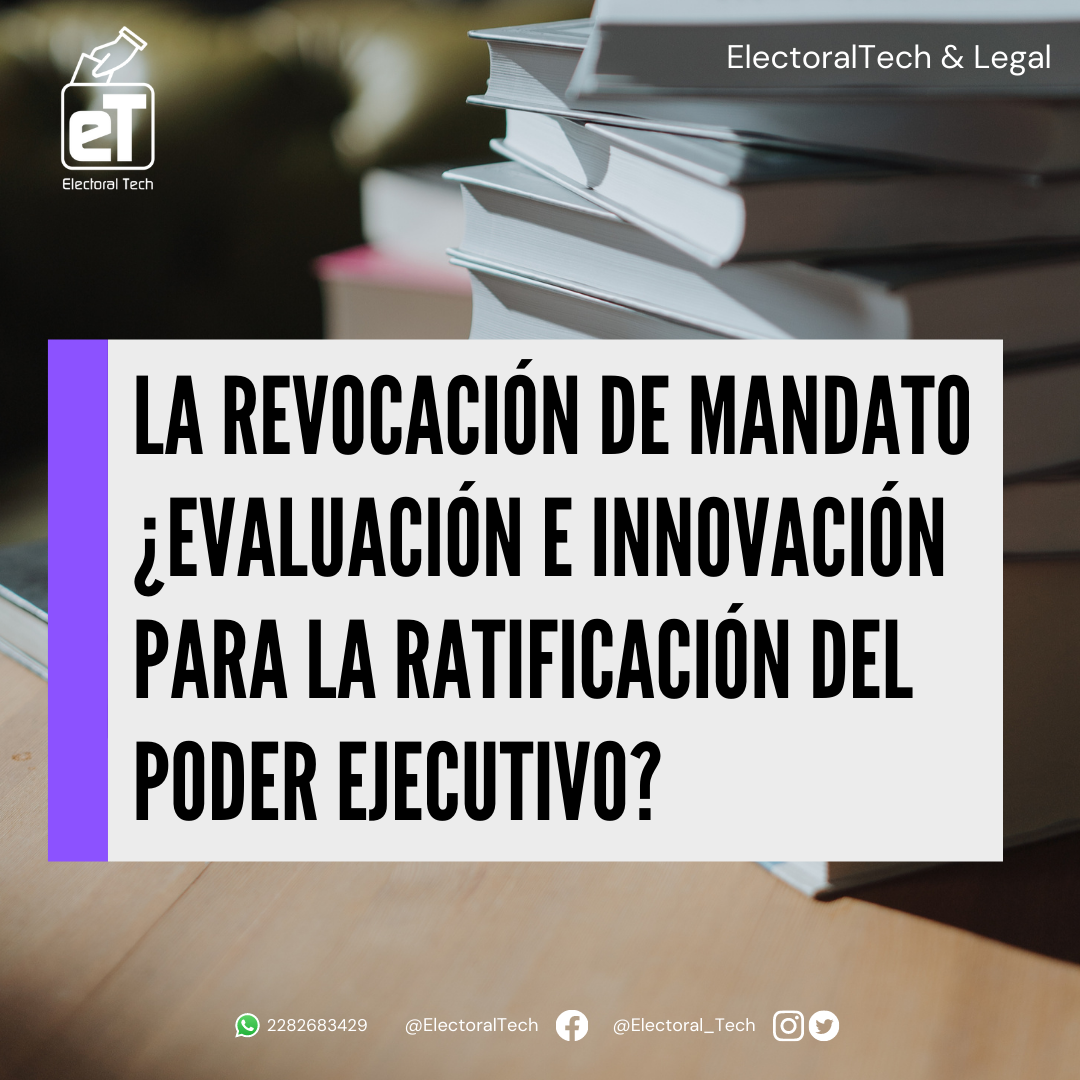 ElectoralTech & Legal
eT
Electoral Tech
LA REVOCACIÓN DE MANDATO
¿EVALUACIÓN E INNOVACIÓN
PARA LA RATIFICACIÓN DEL
PODER EJECUTIVO?
2282683429 @ElectoralTech @Electoral_Tech